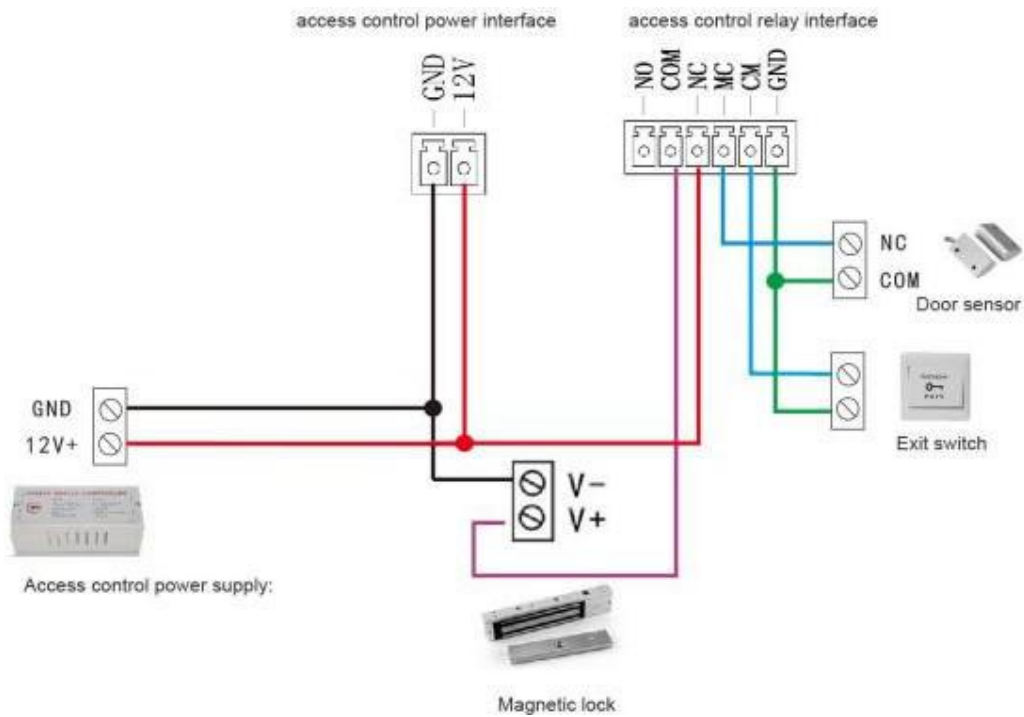 access control power interface
access control relay interface
GND
12V
NO
COM
NC
MC
CM
GND
NC
COM
Door sensor
GND
12V+
Exit switch
V-
V+
Access control power supply:
Magnetic lock